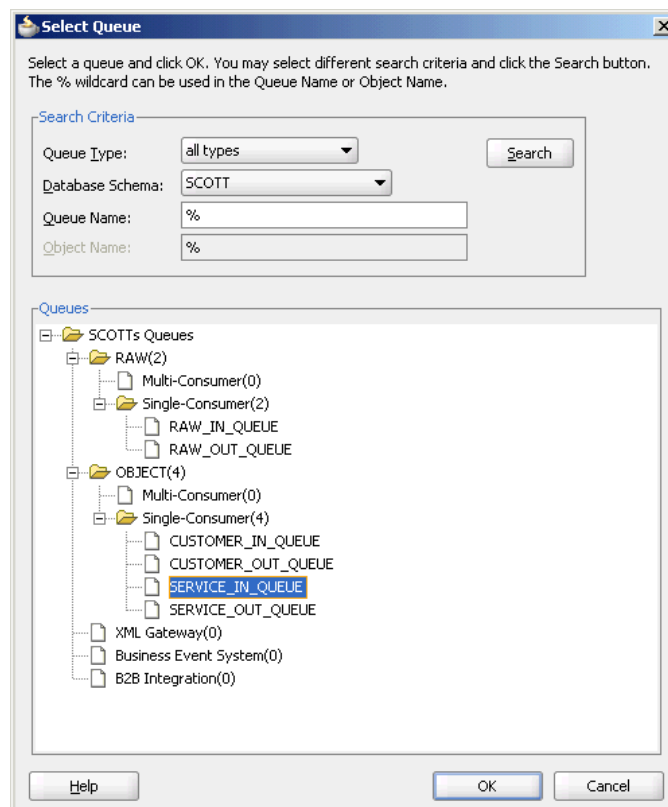 Select Queue
Select a queue and click OK. You may select different search criteria and click the Search button.
The % wildcard can be used in the Queue Name or Object Name.
Search Criteria
Queue Type: all types Search
Database Schema: SCOTT
Queue Name: %
Object Name: %
Queues
SCOTTs Queues
RAW(2)
Multi-Consumer(0)
Single-Consumer(2)
RAW_IN_QUEUE
RAW_OUT_QUEUE
OBJECT(4)
Multi-Consumer(0)
Single-Consumer(4)
CUSTOMER_IN_QUEUE
CUSTOMER_OUT_QUEUE
SERVICE_IN_QUEUE
SERVICE_OUT_QUEUE
XML Gateway(0)
Business Event System(0)
B2B Integration(0)
Help OK Cancel